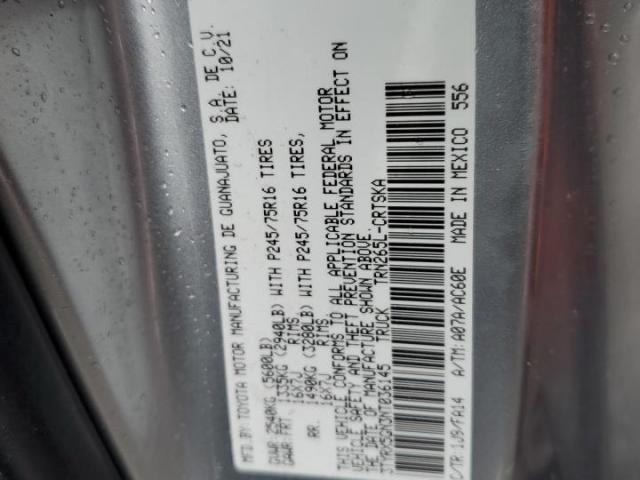 MFD.BY: TOYOTA MOTOR MANUFACTURING DE GUANAJUATO, S.A. DE C.V.
DATE: 10/21
GVWR 2540KG (5600LB)
GAWR FRT 1335KG (2940LB) WITH P245/75R16 TIRES
16X7J RIMS
RR. 1490KG (3280LB) WITH P245/75R16 TIRES,
16X7J RIMS,
THIS VEHICLE CONFORMS TO ALL APPLICABLE FEDERAL MOTOR
VEHICLE SAFETY AND THEFT PREVENTION STANDARDS IN EFFECT ON
THE DATE OF MANUFACTURE SHOWN ABOVE.
TRUCK TRN265L-CRTSKA
C/TR: 1J9/FA14 A/TM: A07A/AC60E MADE IN MEXICO 556